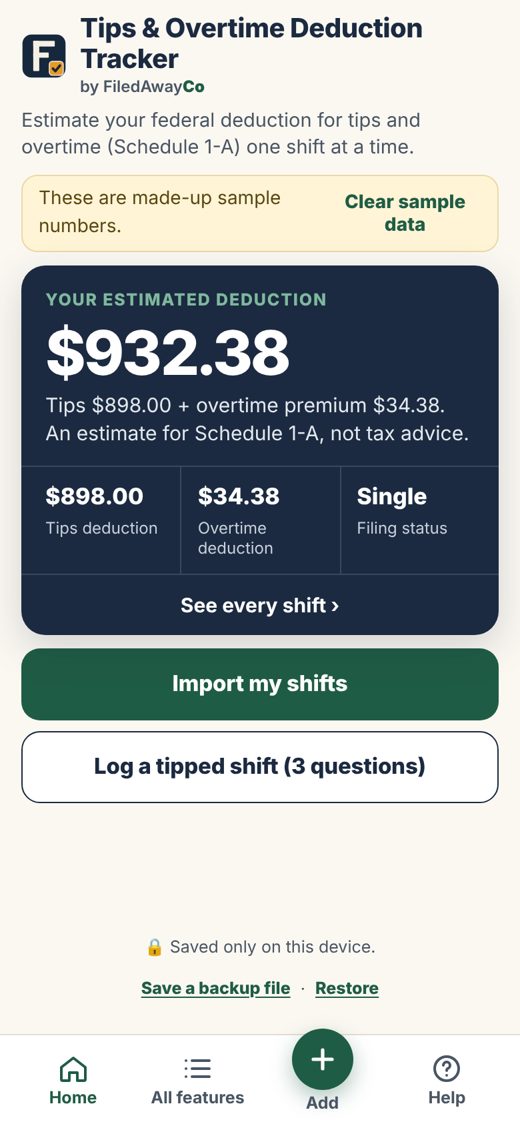 F
Tips & Overtime Deduction
Tracker
by FiledAwayCo
Estimate your federal deduction for tips and
overtime (Schedule 1-A) one shift at a time.
These are made-up sample
numbers.
Clear sample
data
YOUR ESTIMATED DEDUCTION
$932.38
Tips $898.00 + overtime premium $34.38.
An estimate for Schedule 1-A, not tax advice.
$898.00
Tips deduction
$34.38
Overtime
deduction
Single
Filing status
See every shift ›
Import my shifts
Log a tipped shift (3 questions)
🔒 Saved only on this device.
Save a backup file · Restore
Home
All features
Add
Help